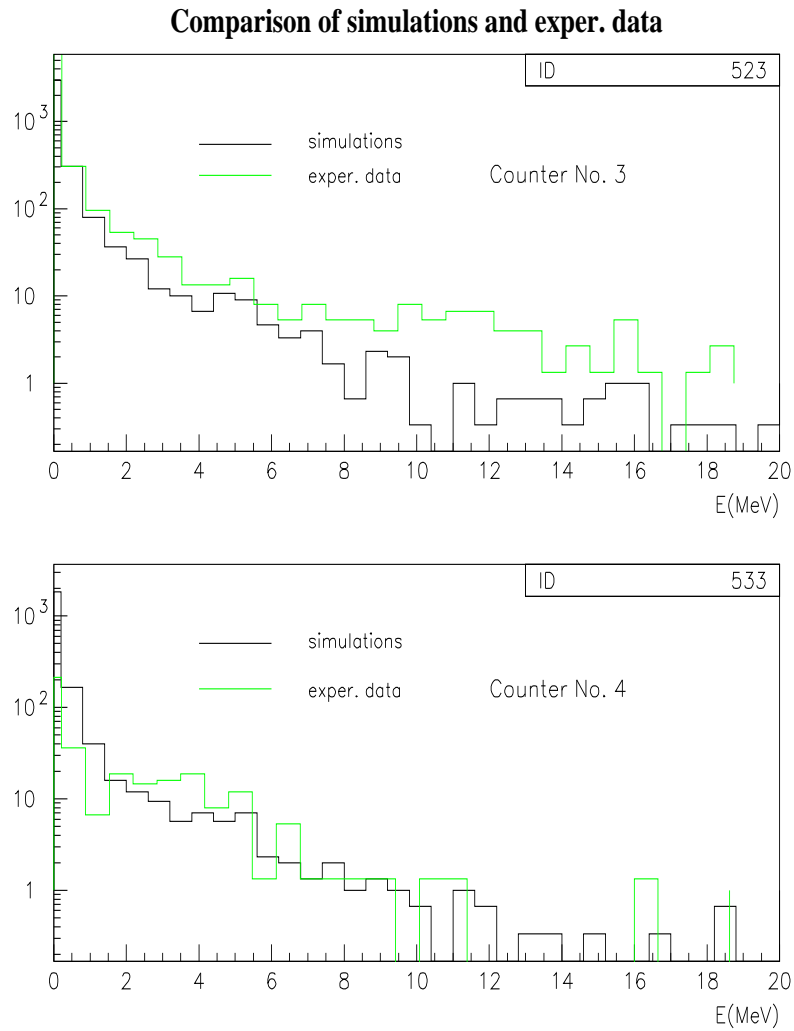 Comparison of simulations and exper. data
ID 523
10^3
simulations
exper. data
Counter No. 3
10^2
10
1
0 2 4 6 8 10 12 14 16 18 20
E(MeV)
ID 533
10^3
simulations
exper. data
Counter No. 4
10^2
10
1
0 2 4 6 8 10 12 14 16 18 20
E(MeV)